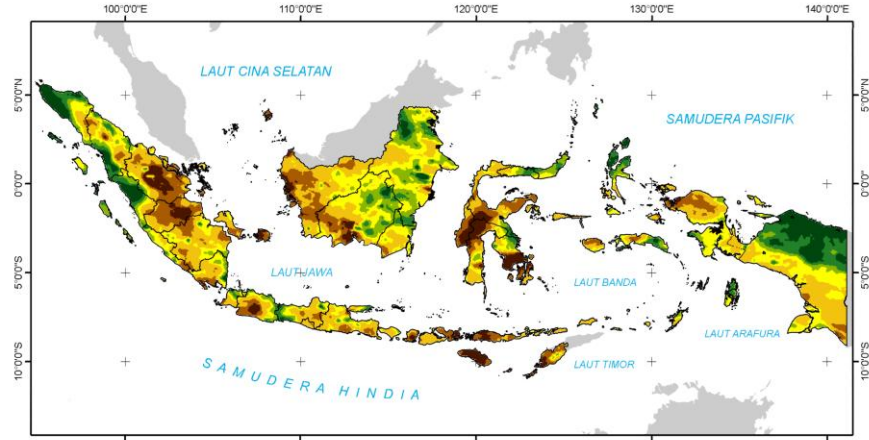 100°0'0"E 110°0'0"E 120°0'0"E 130°0'0"E 140°0'0"E
LAUT CINA SELATAN
5°0'0"N 5°0'0"N
SAMUDERA PASIFIK
0°0'0"S 0°0'0"S
LAUT JAWA
LAUT BANDA
5°0'0"S 5°0'0"S
LAUT ARAFURA
LAUT TIMOR
10°0'0"S 10°0'0"S
SAMUDERA HINDIA